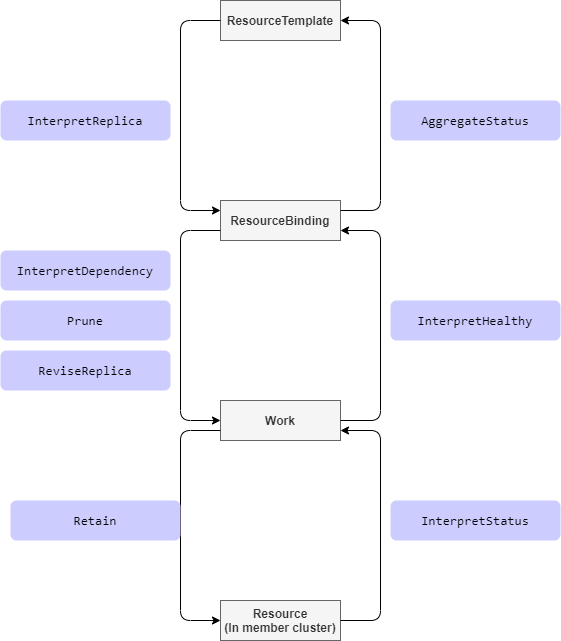 ResourceTemplate
InterpretReplica
AggregateStatus
ResourceBinding
InterpretDependency
Prune
InterpretHealthy
ReviseReplica
Work
Retain
InterpretStatus
Resource
(In member cluster)